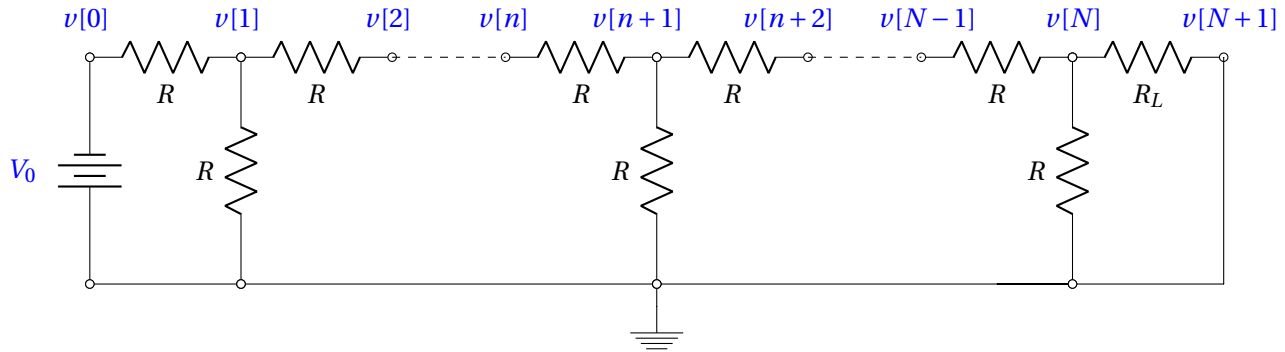 v[0] v[1] v[2] v[n] v[n+1] v[n+2] v[N−1] v[N] v[N+1]
R R R R R R_L
V_0 R R R